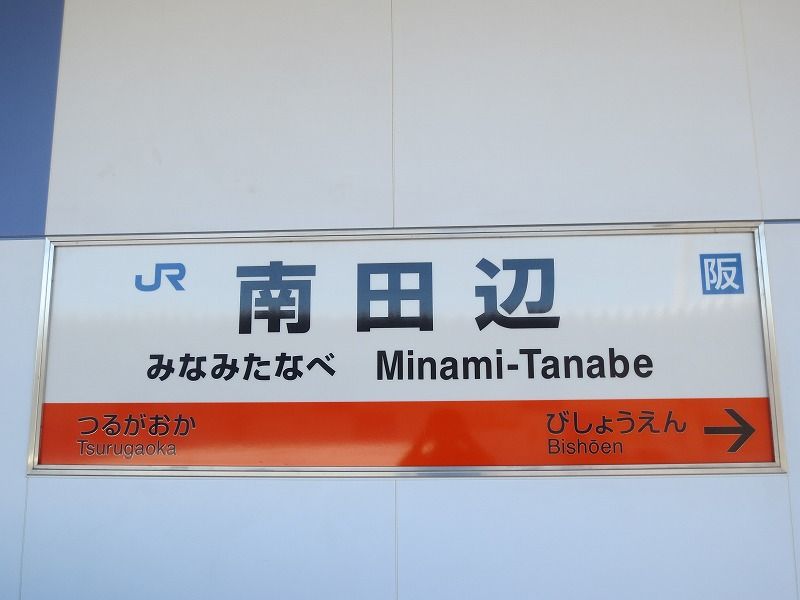 JR 南田辺 阪
みなみたなべ Minami-Tanabe
つるがおか びしょうえん →
Tsurugaoka Bishōen